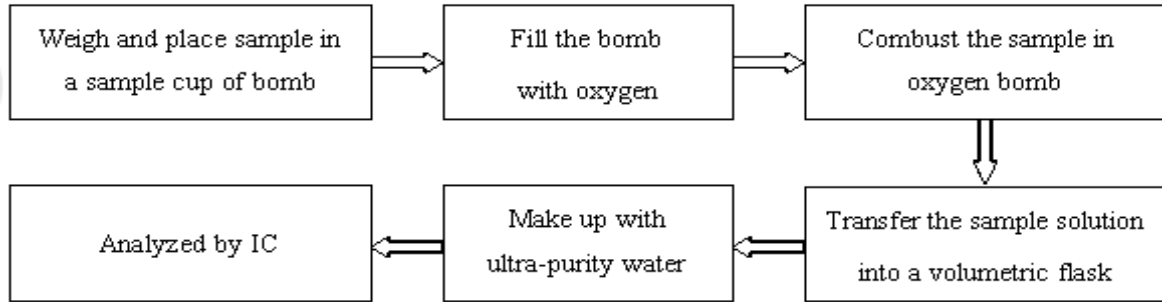 Weigh and place sample in
a sample cup of bomb
Fill the bomb
with oxygen
Combust the sample in
oxygen bomb
Transfer the sample solution
into a volumetric flask
Make up with
ultra-purity water
Analyzed by IC